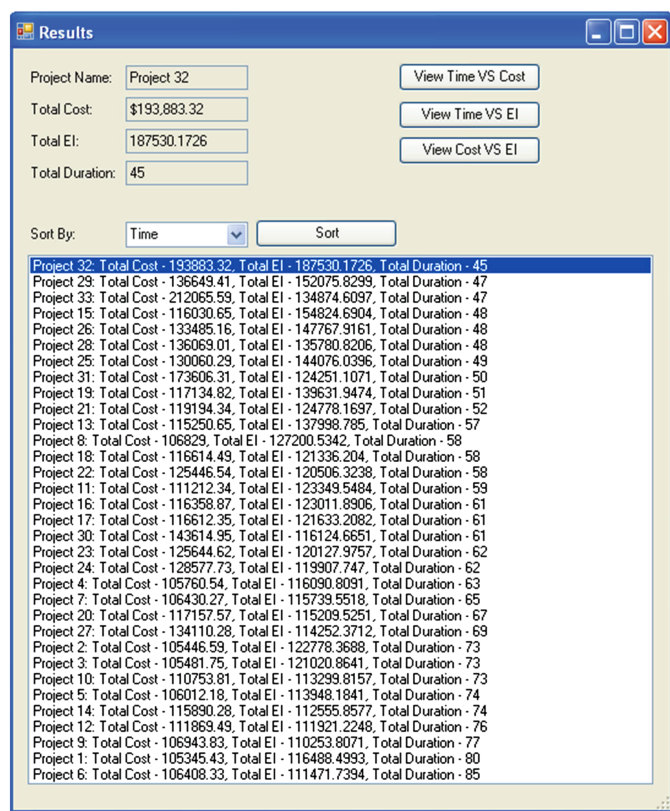 Results
Project Name: Project 32
View Time VS Cost
Total Cost: $193,883.32
View Time VS EI
Total EI: 187530.1726
View Cost VS EI
Total Duration: 45
Sort By: Time Sort
Project 32: Total Cost - 193883.32, Total EI - 187530.1726, Total Duration - 45
Project 29: Total Cost - 136649.41, Total EI - 152075.8299, Total Duration - 47
Project 33: Total Cost - 212065.59, Total EI - 134874.6097, Total Duration - 47
Project 15: Total Cost - 116030.65, Total EI - 154824.6904, Total Duration - 48
Project 26: Total Cost - 133485.16, Total EI - 147767.9161, Total Duration - 48
Project 28: Total Cost - 136069.01, Total EI - 135780.8206, Total Duration - 48
Project 25: Total Cost - 130060.29, Total EI - 144076.0396, Total Duration - 49
Project 31: Total Cost - 173606.31, Total EI - 124251.1071, Total Duration - 50
Project 19: Total Cost - 117134.82, Total EI - 139631.9474, Total Duration - 51
Project 21: Total Cost - 119194.34, Total EI - 124778.1697, Total Duration - 52
Project 13: Total Cost - 115250.65, Total EI - 137998.785, Total Duration - 57
Project 8: Total Cost - 106829, Total EI - 127200.5342, Total Duration - 58
Project 18: Total Cost - 116614.49, Total EI - 121336.204, Total Duration - 58
Project 22: Total Cost - 125446.54, Total EI - 120506.3238, Total Duration - 58
Project 11: Total Cost - 111212.34, Total EI - 123349.5484, Total Duration - 59
Project 16: Total Cost - 116358.87, Total EI - 123011.8906, Total Duration - 61
Project 17: Total Cost - 116612.35, Total EI - 121633.2082, Total Duration - 61
Project 30: Total Cost - 143614.95, Total EI - 116124.6651, Total Duration - 61
Project 23: Total Cost - 125644.62, Total EI - 120127.9757, Total Duration - 62
Project 24: Total Cost - 128577.73, Total EI - 119907.747, Total Duration - 62
Project 4: Total Cost - 105760.54, Total EI - 116090.8091, Total Duration - 63
Project 7: Total Cost - 106430.27, Total EI - 115739.5518, Total Duration - 65
Project 20: Total Cost - 117157.57, Total EI - 115209.5251, Total Duration - 67
Project 27: Total Cost - 134110.28, Total EI - 114252.3712, Total Duration - 69
Project 2: Total Cost - 105446.59, Total EI - 122778.3688, Total Duration - 73
Project 3: Total Cost - 105481.75, Total EI - 121020.8641, Total Duration - 73
Project 10: Total Cost - 110753.81, Total EI - 113299.8157, Total Duration - 73
Project 5: Total Cost - 106012.18, Total EI - 113948.1841, Total Duration - 74
Project 14: Total Cost - 115890.28, Total EI - 112555.8577, Total Duration - 74
Project 12: Total Cost - 111869.49, Total EI - 111921.2248, Total Duration - 76
Project 9: Total Cost - 106943.83, Total EI - 110253.8071, Total Duration - 77
Project 1: Total Cost - 105345.43, Total EI - 116488.4993, Total Duration - 80
Project 6: Total Cost - 106408.33, Total EI - 111471.7394, Total Duration - 85